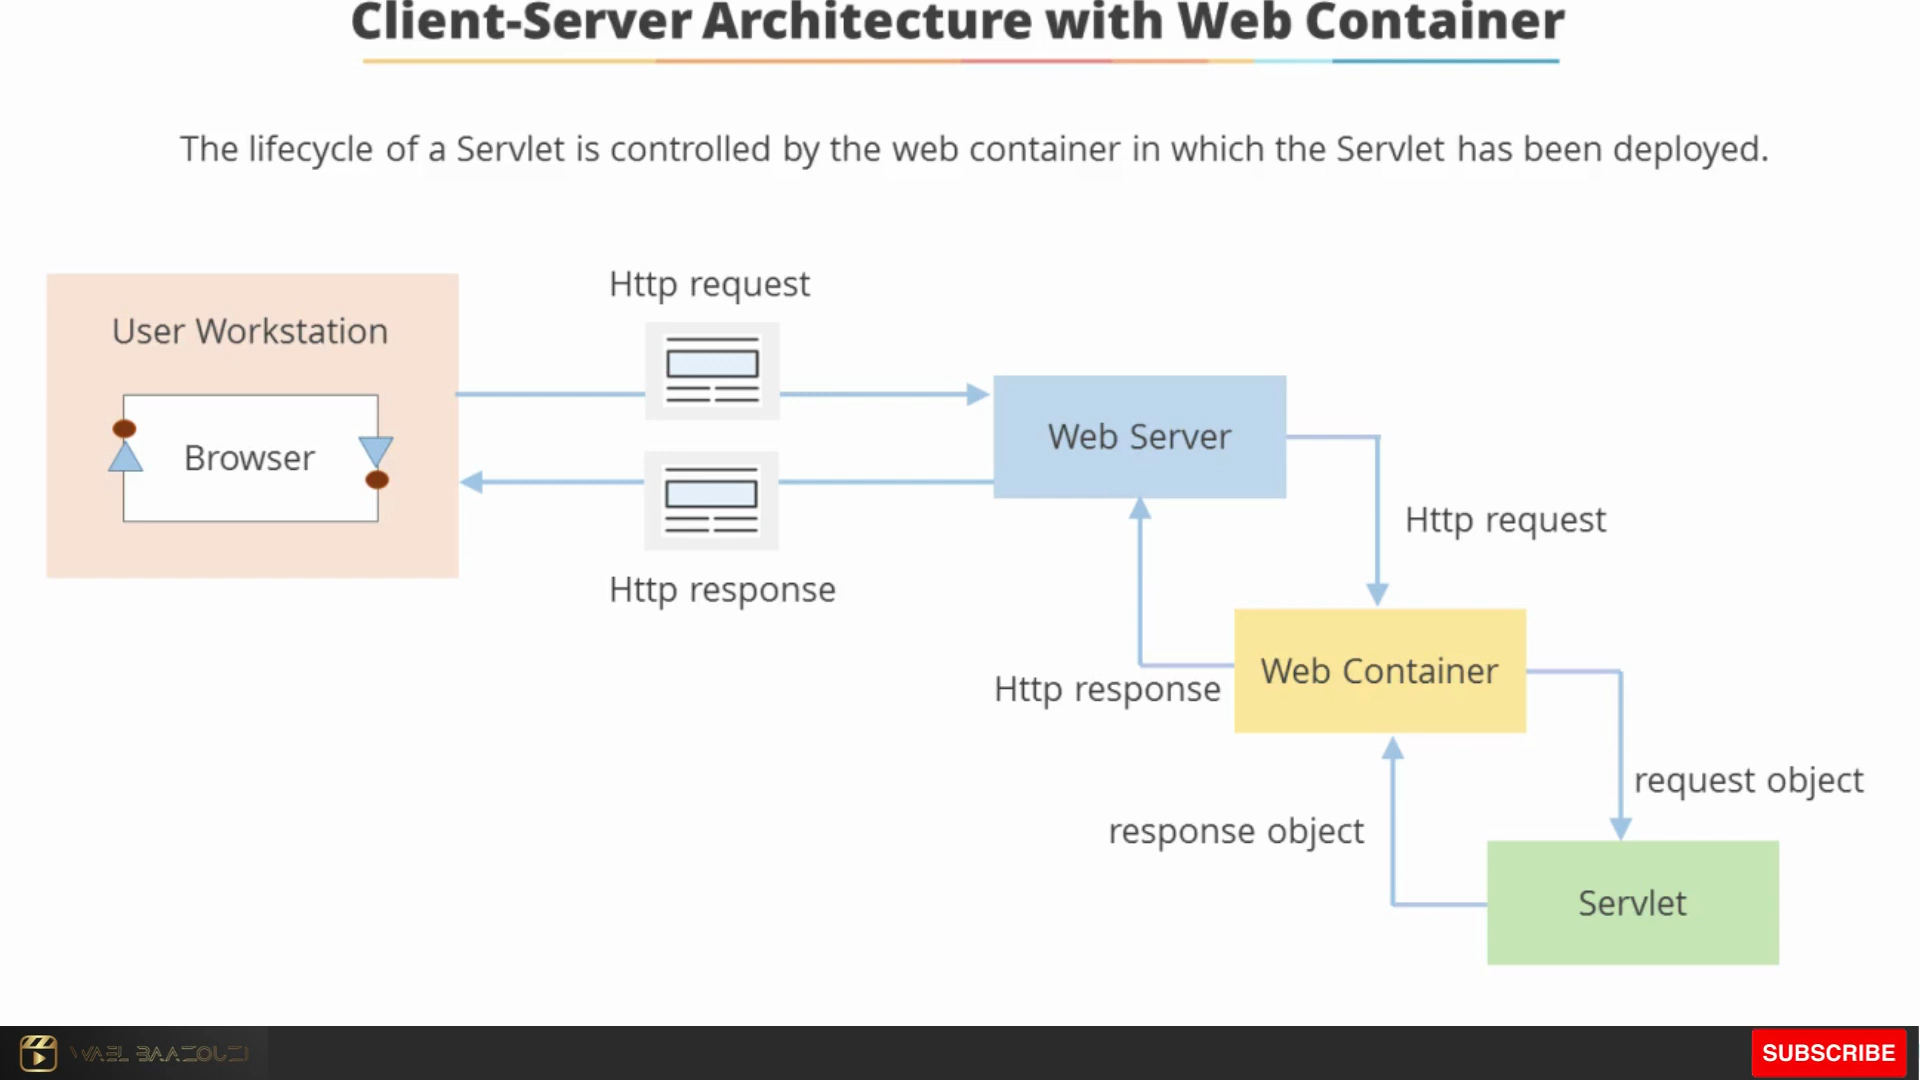 Client-Server Architecture with Web Container
The lifecycle of a Servlet is controlled by the web container in which the Servlet has been deployed.
Http request
User Workstation
Browser
Web Server
Http request
Http response
Web Container
Http response
request object
response object
Servlet
WAEL BAAZOUZI
SUBSCRIBE